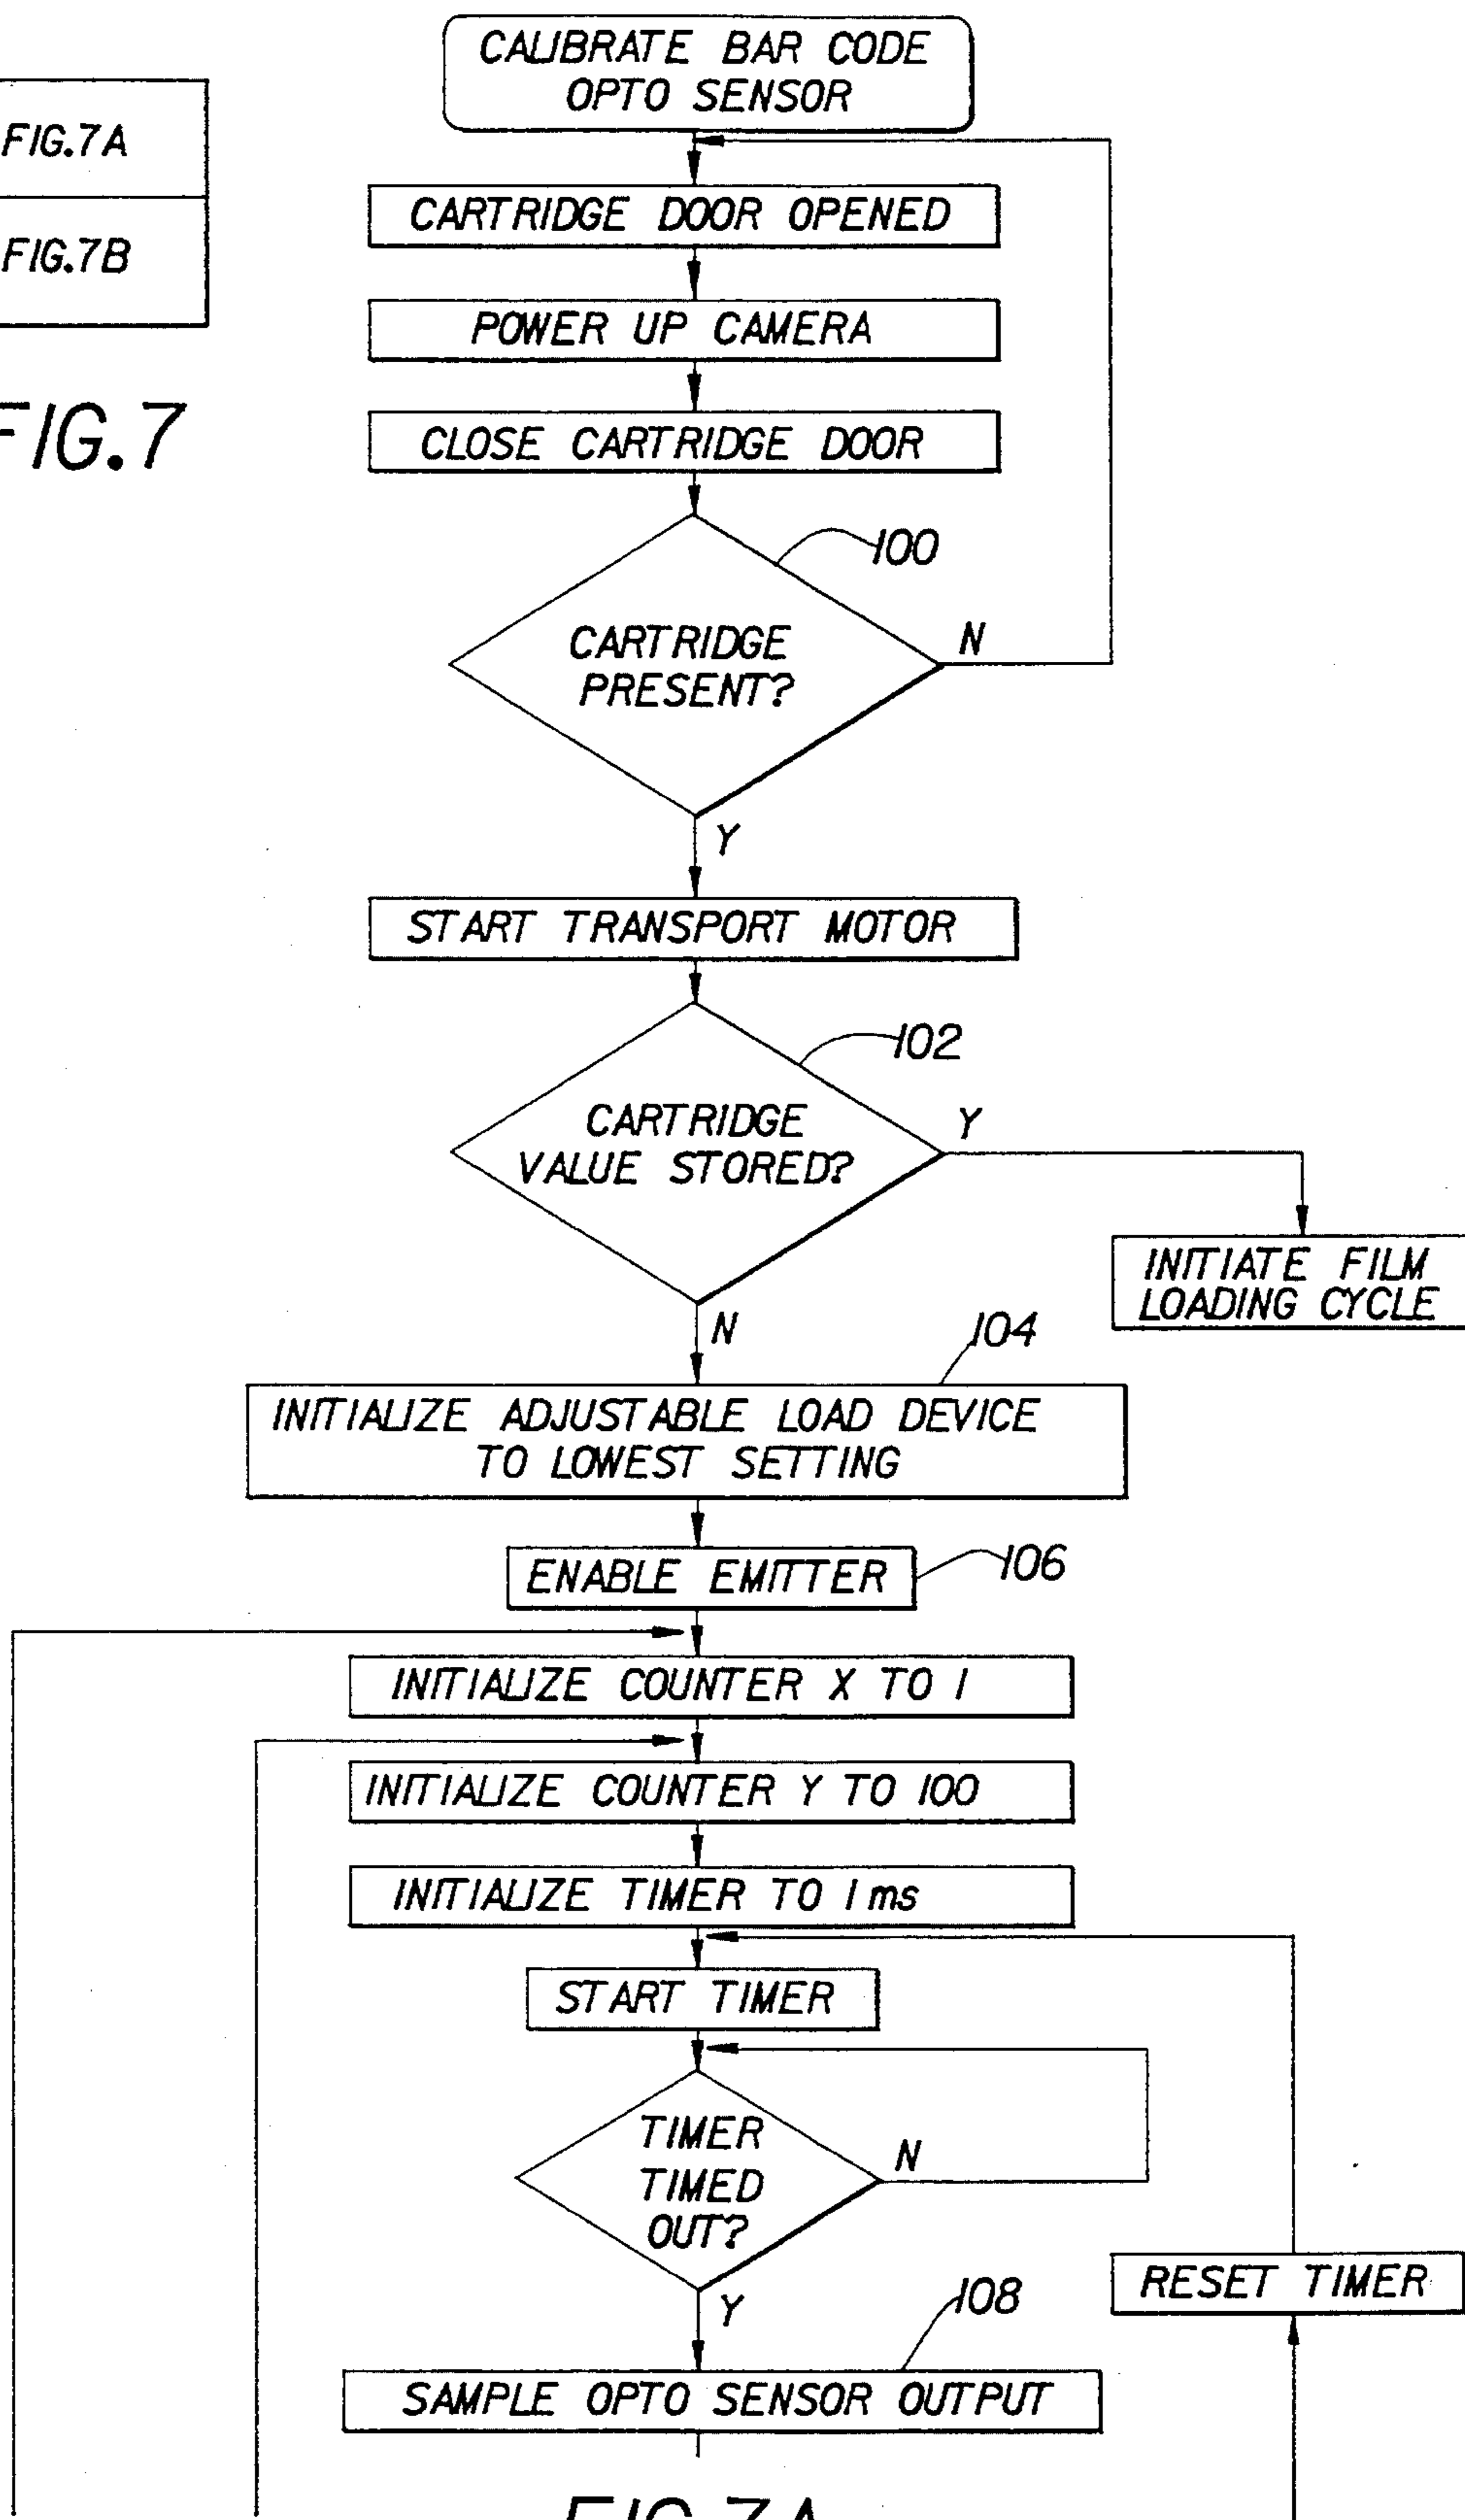 CALIBRATE BAR CODE
OPTO SENSOR
FIG.7A
FIG.7B
FIG.7
CARTRIDGE DOOR OPENED
POWER UP CAMERA
CLOSE CARTRIDGE DOOR
100
CARTRIDGE
PRESENT?
N
Y
START TRANSPORT MOTOR
102
CARTRIDGE
VALUE STORED?
Y
INITIATE FILM
LOADING CYCLE
N
104
INITIALIZE ADJUSTABLE LOAD DEVICE
TO LOWEST SETTING
ENABLE EMITTER
106
INITIALIZE COUNTER X TO 1
INITIALIZE COUNTER Y TO 100
INITIALIZE TIMER TO 1 ms
START TIMER
TIMER
TIMED
OUT?
N
RESET TIMER
Y
108
SAMPLE OPTO SENSOR OUTPUT
FIG.7A